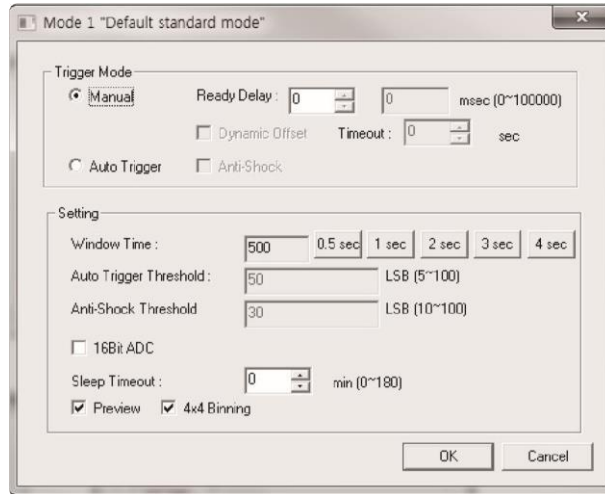 Mode 1 "Default standard mode"
Trigger Mode
Manual Ready Delay : 0 0 msec (0~100000)
Dynamic Offset Timeout : 0 sec
Auto Trigger Anti-Shock
Setting
Window Time : 500 0.5 sec 1 sec 2 sec 3 sec 4 sec
Auto Trigger Threshold : 50 LSB (5~100)
Anti-Shock Threshold 30 LSB (10~100)
16Bit ADC
Sleep Timeout : 0 min (0~180)
Preview 4x4 Binning
OK Cancel